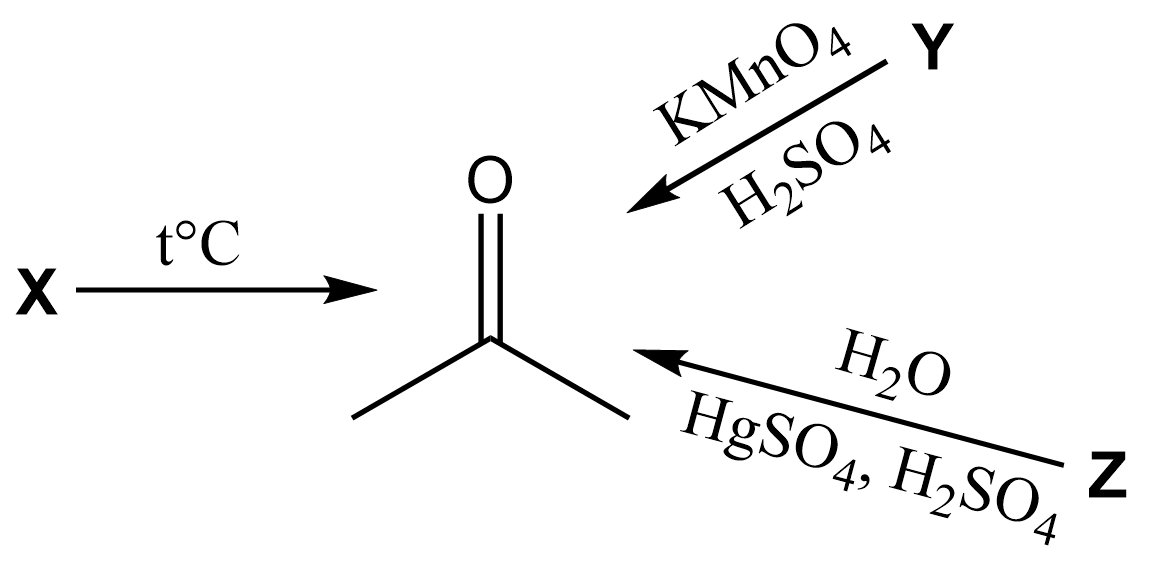 Y
KMnO₄
H₂SO₄
O
t°C
X
H₂O
HgSO₄, H₂SO₄
Z